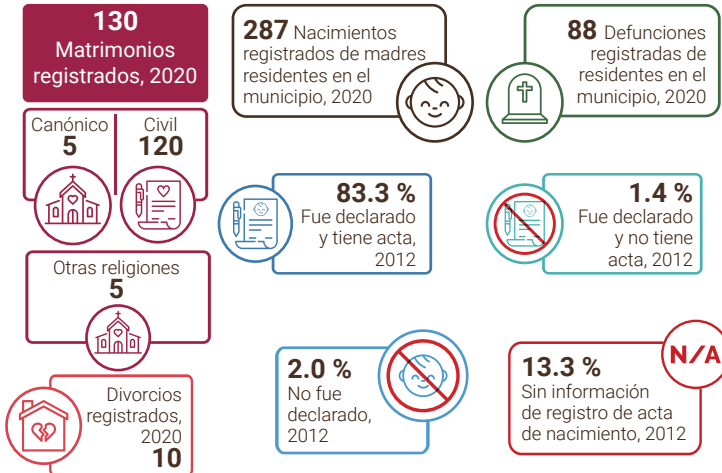 130
Matrimonios
registrados, 2020
Canónico
5
Civil
120
Otras religiones
5
Divorcios
registrados,
2020
10
287 Nacimientos
registrados de madres
residentes en el
municipio, 2020
88 Defunciones
registradas de
residentes en el
municipio, 2020
83.3 %
Fue declarado
y tiene acta,
2012
1.4 %
Fue declarado
y no tiene
acta, 2012
2.0 %
No fue
declarado,
2012
N/A
13.3 %
Sin información
de registro de acta
de nacimiento, 2012